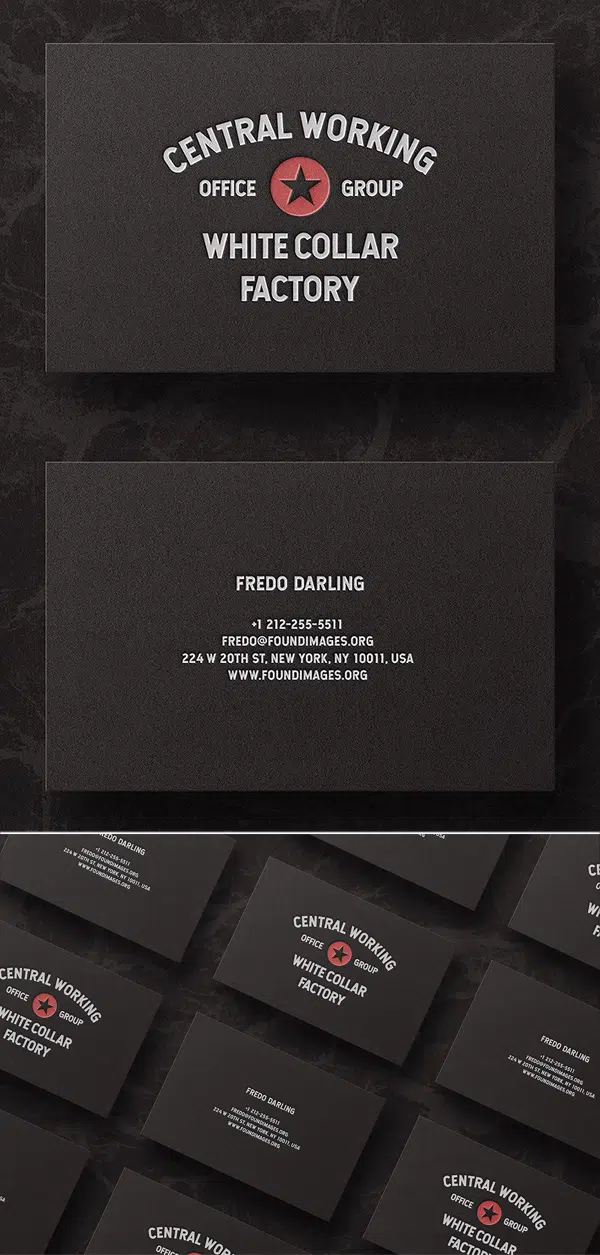 CENTRAL WORKING
OFFICE GROUP
WHITE COLLAR
FACTORY
FREDO DARLING
+1 212-255-5511
FREDO@FOUNDIMAGES.ORG
224 W 20TH ST, NEW YORK, NY 10011, USA
WWW.FOUNDIMAGES.ORG
FREDO DARLING
+1 212-255-5511
FREDO@FOUNDIMAGES.ORG
224 W 20TH ST, NEW YORK, NY 10011, USA
WWW.FOUNDIMAGES.ORG
CENTRAL WORKING
OFFICE GROUP
WHITE COLLAR
FACTORY
CENTRAL WORKING
OFFICE GROUP
WHITE COLLAR
FACTORY
FREDO DARLING
+1 212-255-5511
FREDO@FOUNDIMAGES.ORG
224 W 20TH ST, NEW YORK, NY 10011, USA
WWW.FOUNDIMAGES.ORG
FREDO DARLING
+1 212-255-5511
FREDO@FOUNDIMAGES.ORG
224 W 20TH ST, NEW YORK, NY 10011, USA
WWW.FOUNDIMAGES.ORG
CENTRAL WORKING
OFFICE GROUP
WHITE COLLAR
FACTORY
CENTRAL WORKING